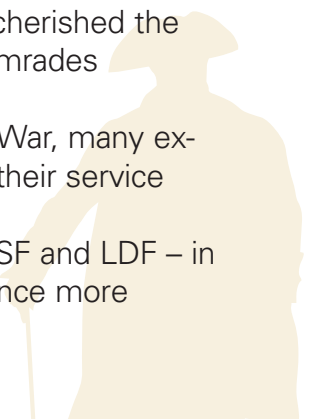 cherished the
mrades
War, many ex-
their service
SF and LDF – in
nce more